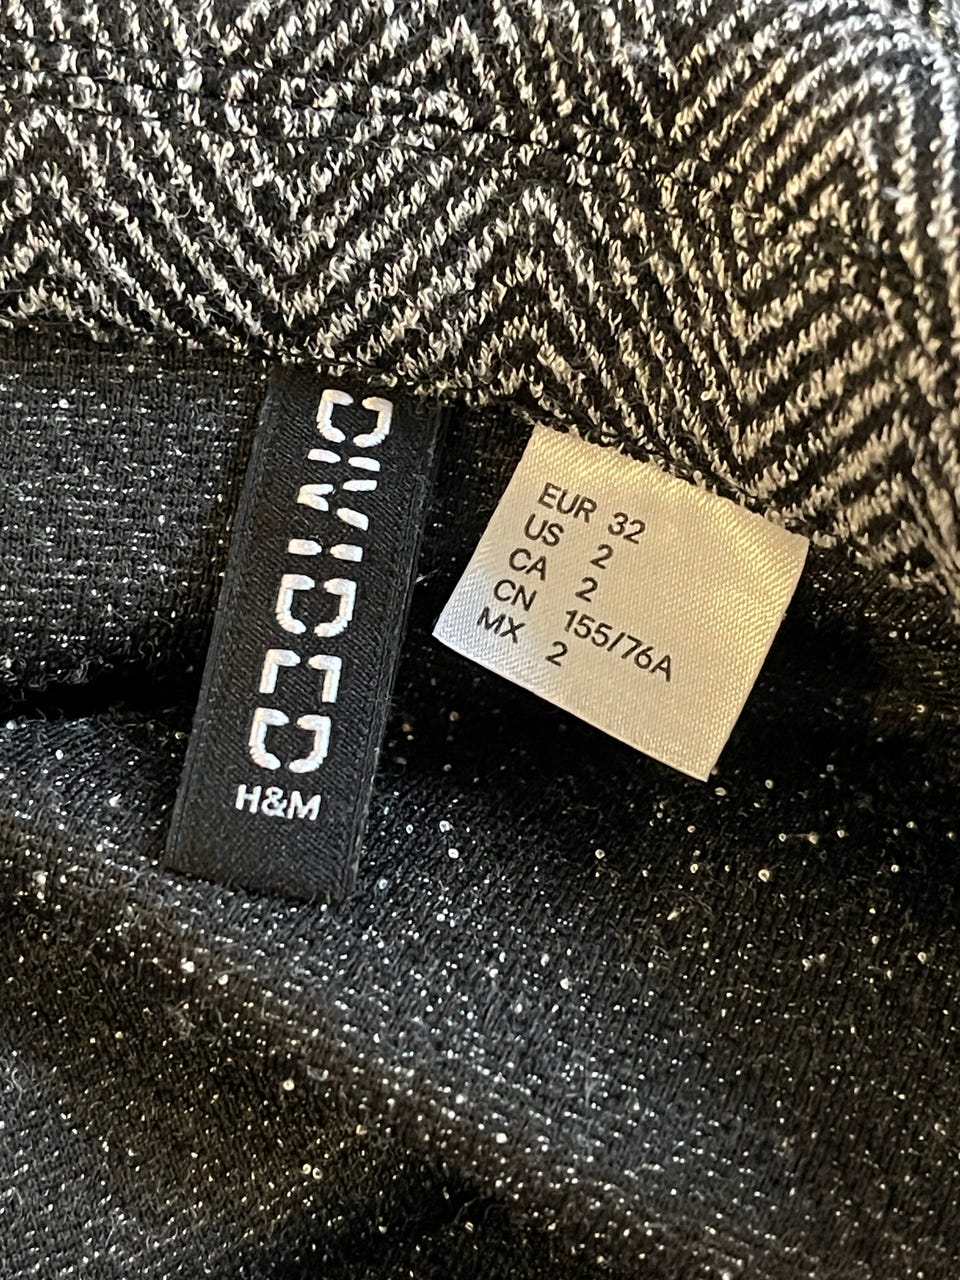 DIVIDED
H&M
EUR 32
US 2
CA 2
CN 155/76A
MX 2